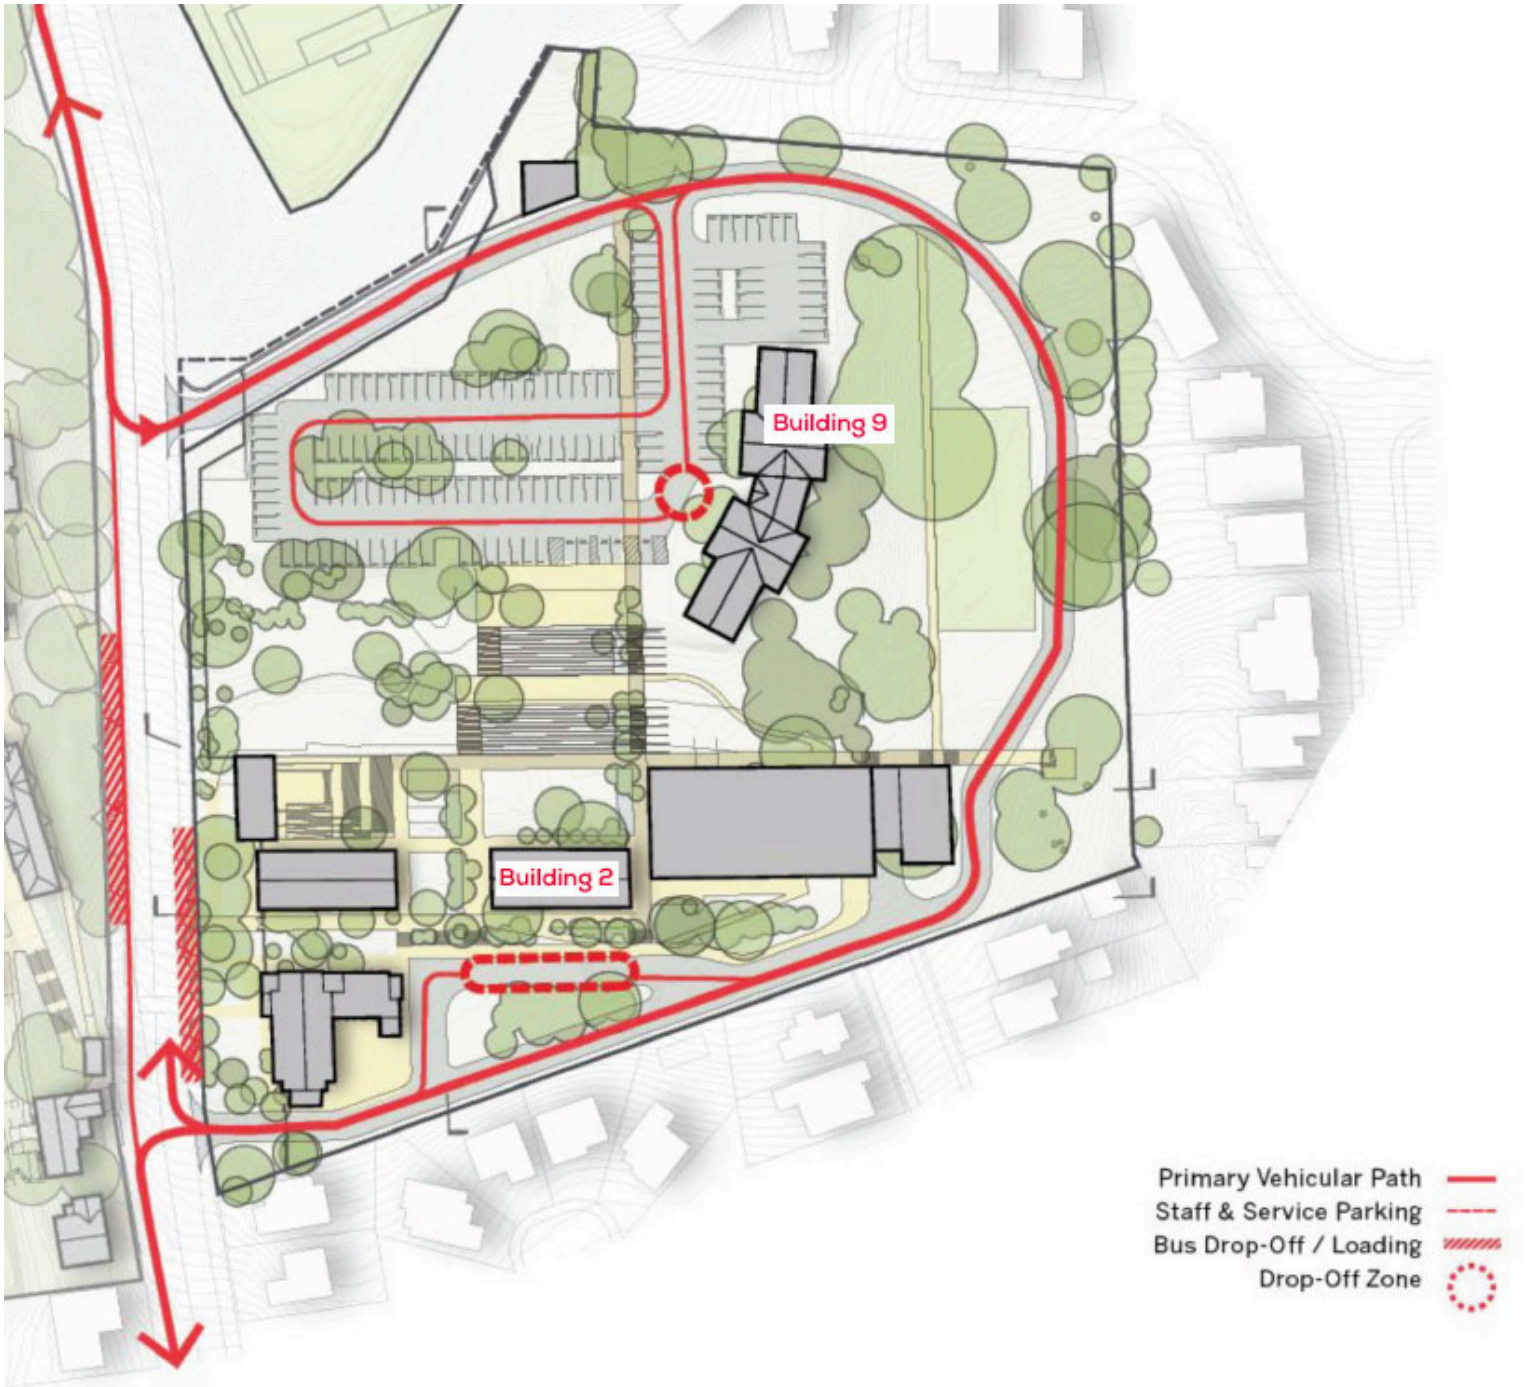 Building 9
Building 2
Primary Vehicular Path
Staff & Service Parking
Bus Drop-Off / Loading
Drop-Off Zone